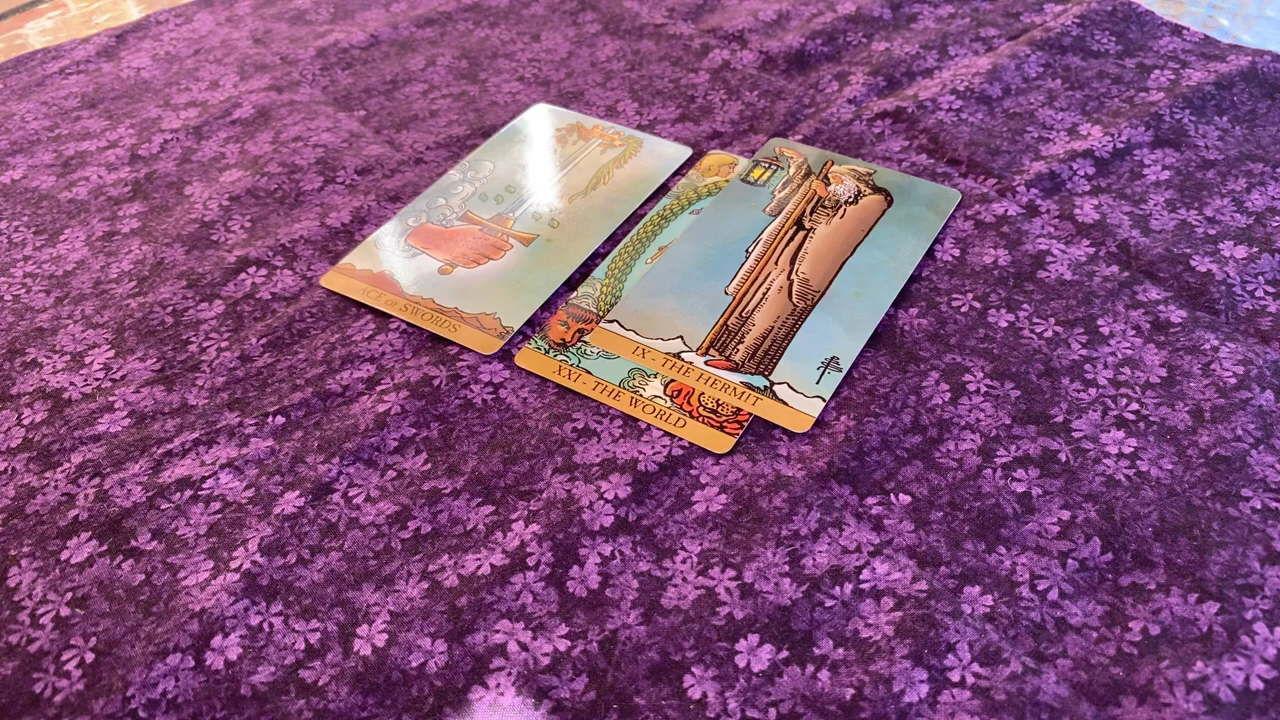 ACE OF SWORDS
IX - THE HERMIT
XXI - THE WORLD